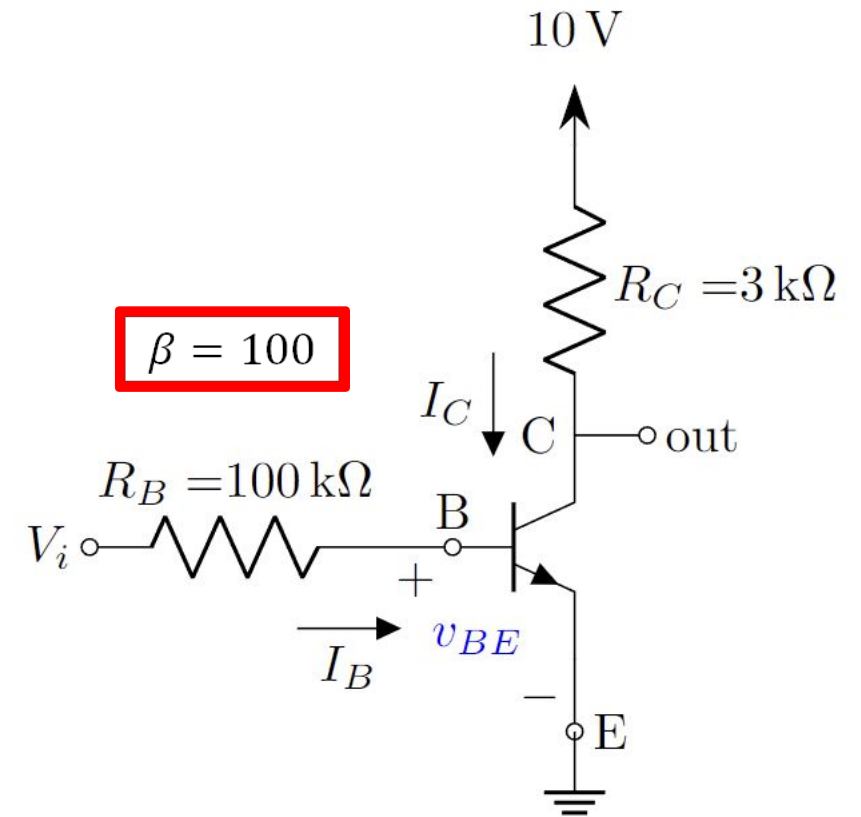 10 V
R_C =3 kΩ
β = 100
I_C
C
out
R_B =100 kΩ
B
V_i
+
v_BE
I_B
−
E